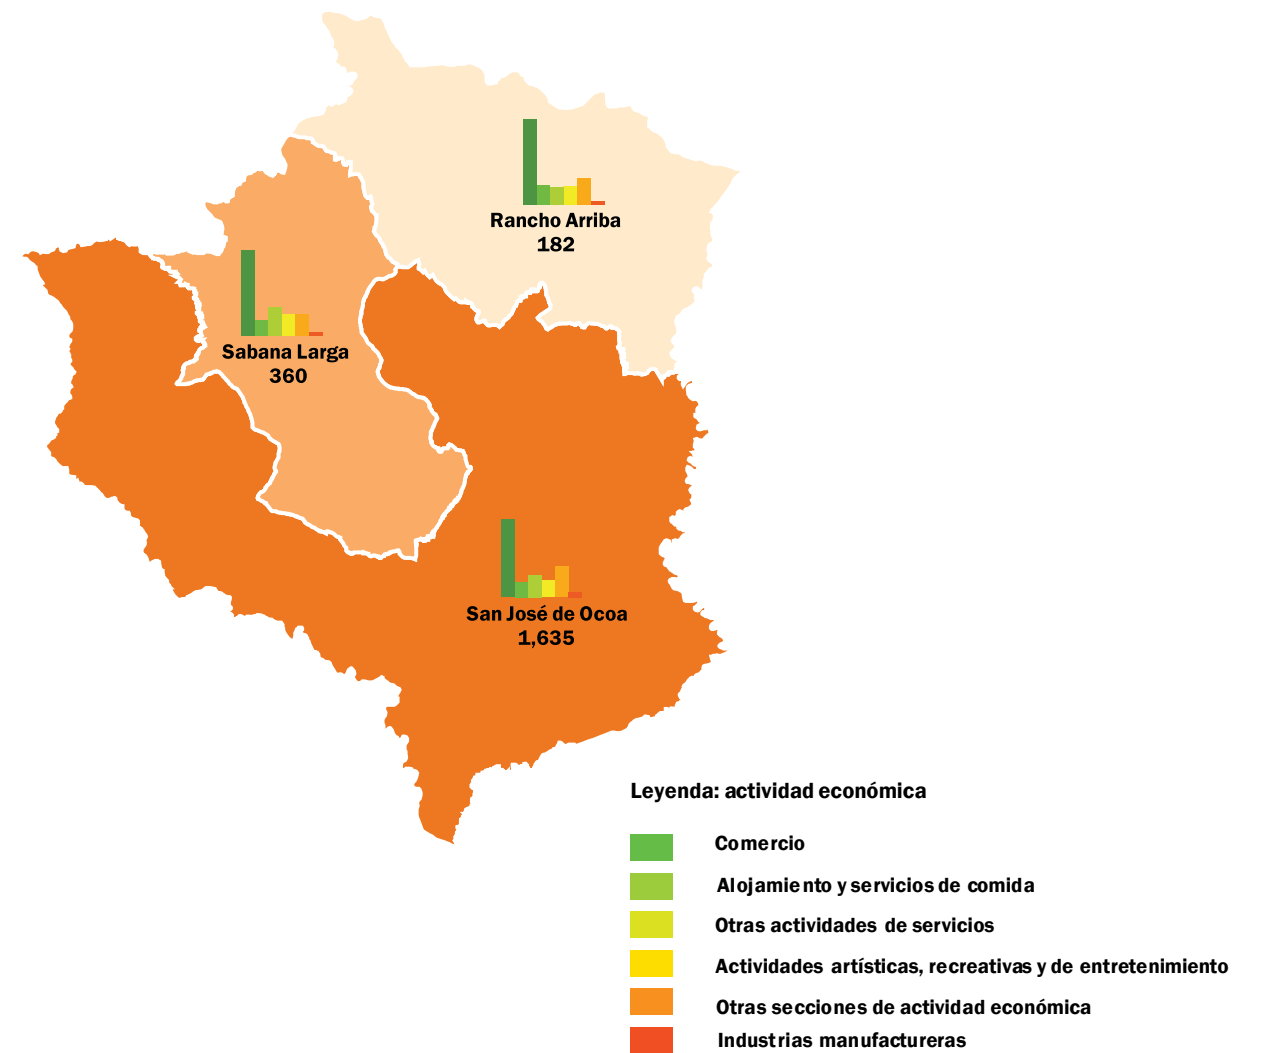 Rancho Arriba
182
Sabana Larga
360
San José de Ocoa
1,635
Leyenda: actividad económica
Comercio
Alojamiento y servicios de comida
Otras actividades de servicios
Actividades artísticas, recreativas y de entretenimiento
Otras secciones de actividad económica
Industrias manufactureras